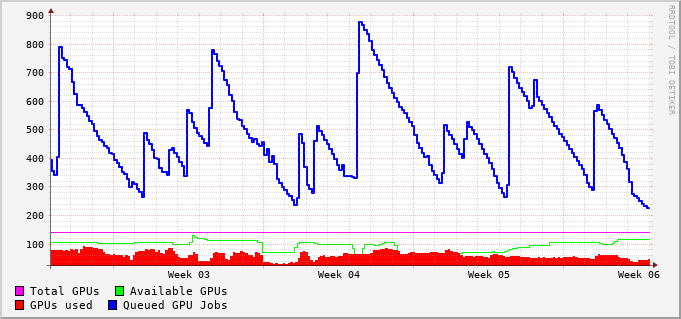 900
800
700
600
500
400
300
200
100
Week 03 Week 04 Week 05 Week 06
Total GPUs Available GPUs
GPUs used Queued GPU Jobs
RRDTOOL / TOBI OETIKER